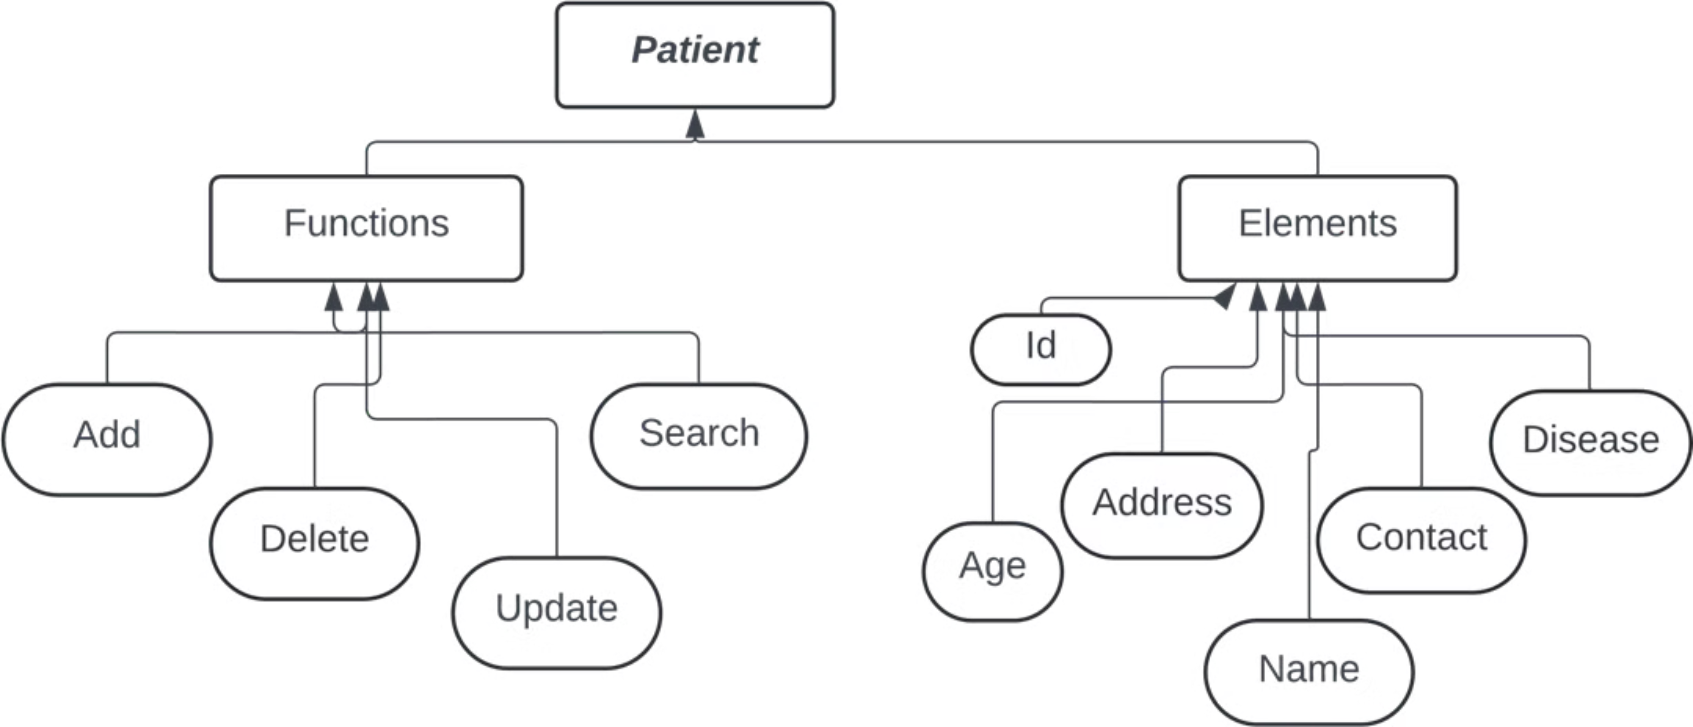 Patient
Functions
Elements
Id
Add
Search
Disease
Address
Delete
Contact
Age
Update
Name